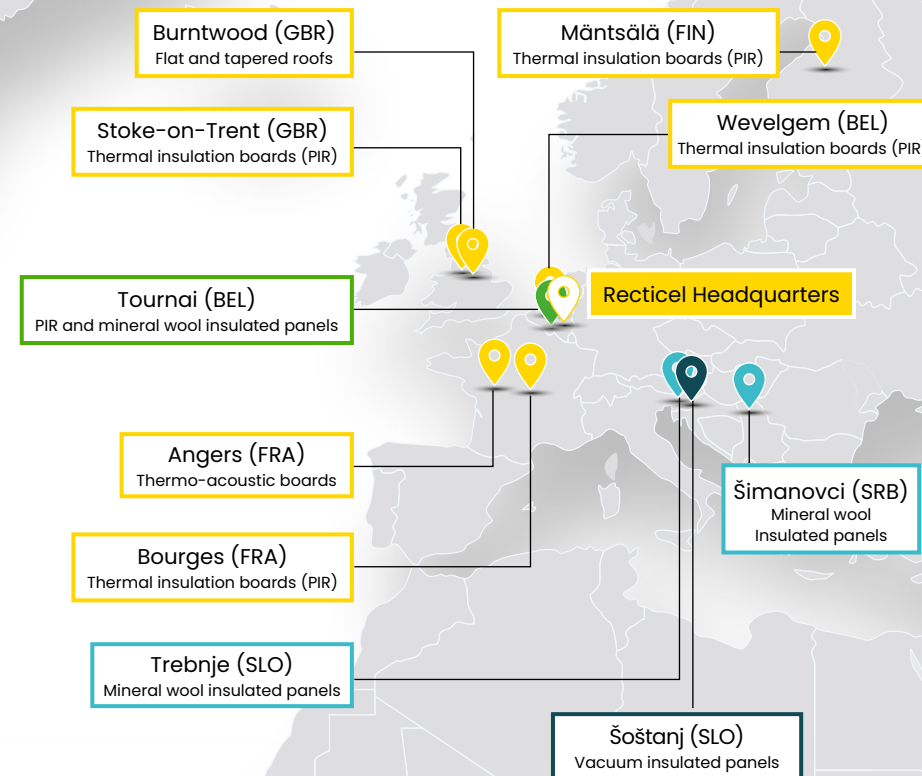 Burntwood (GBR)
Flat and tapered roofs
Mäntsälä (FIN)
Thermal insulation boards (PIR)
Stoke-on-Trent (GBR)
Thermal insulation boards (PIR)
Wevelgem (BEL)
Thermal insulation boards (PIR
Tournai (BEL)
PIR and mineral wool insulated panels
Recticel Headquarters
Angers (FRA)
Thermo-acoustic boards
Šimanovci (SRB)
Mineral wool
Insulated panels
Bourges (FRA)
Thermal insulation boards (PIR)
Trebnje (SLO)
Mineral wool insulated panels
Šoštanj (SLO)
Vacuum insulated panels